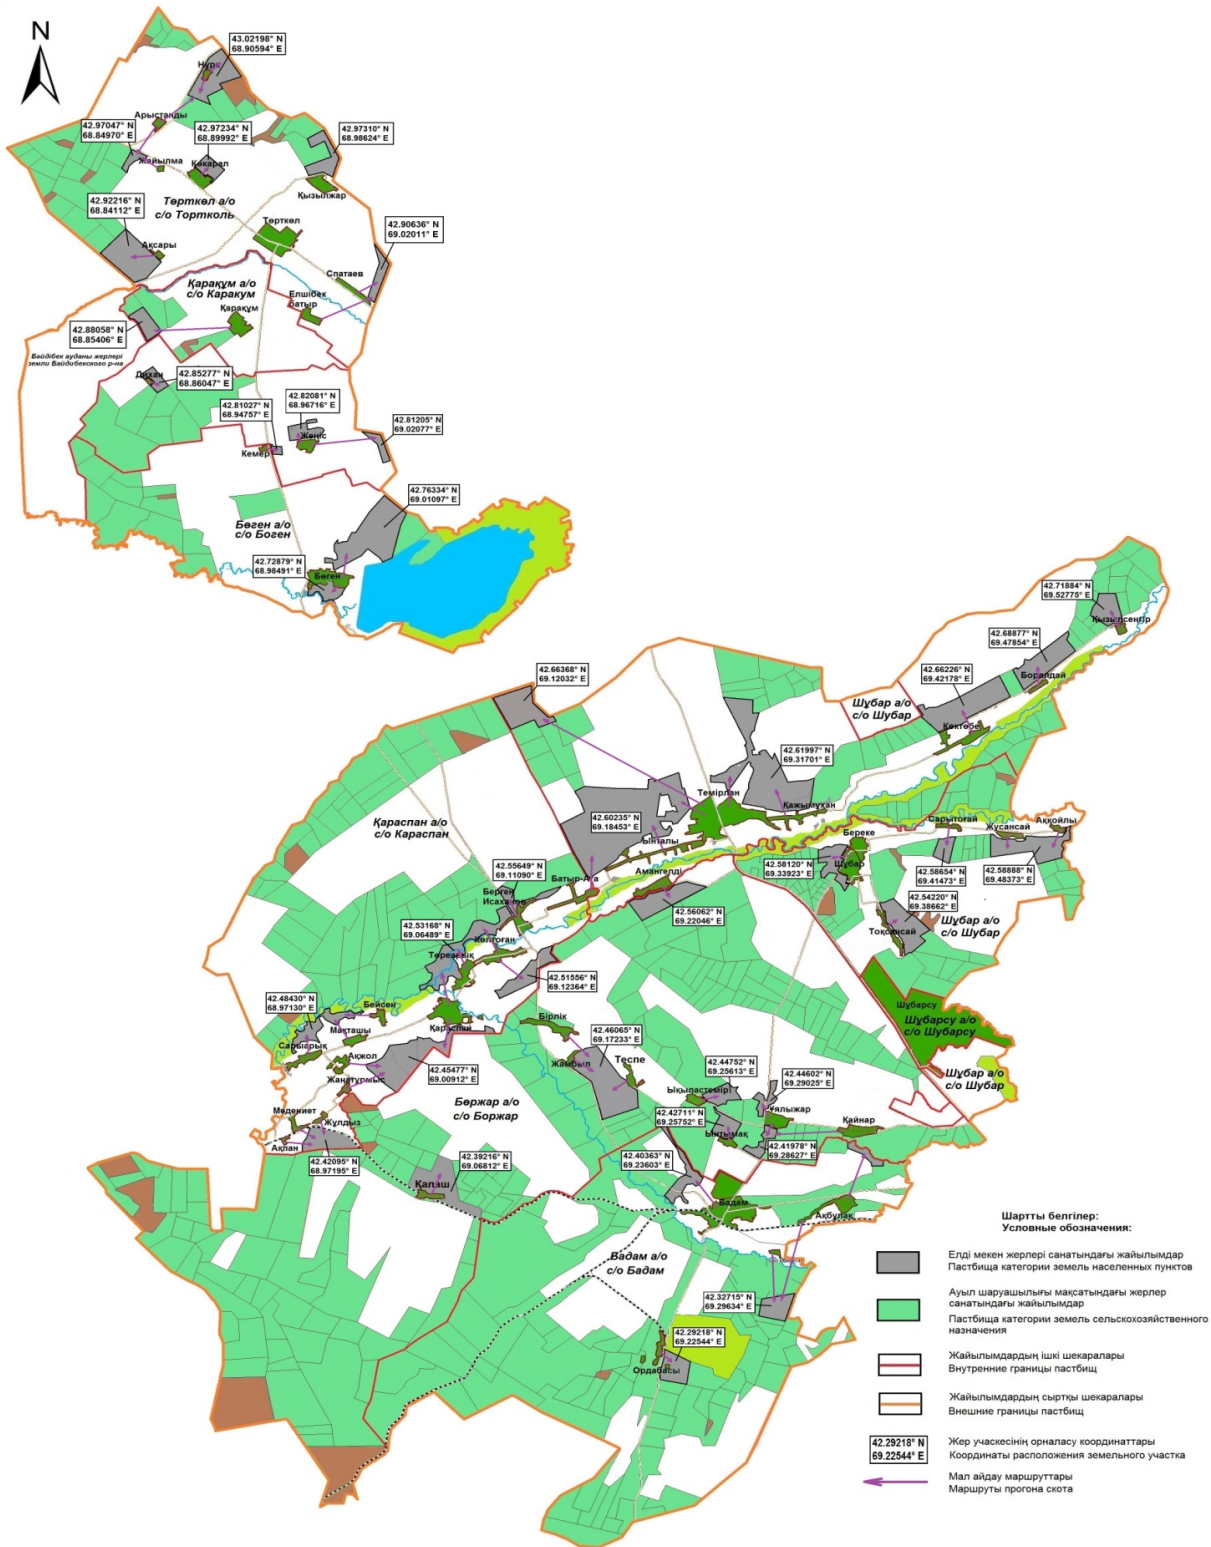 N
43.02198° N
68.90594° E
Нұр
Арыстанды
42.97047° N
68.84970° E
42.97234° N
68.89992° E
42.97310° N
68.98624° E
Жайылма
Көкарал
Қызылжар
Төрткөл а/о
с/о Тортколь
42.92216° N
68.84112° E
Төрткөл
42.90636° N
69.02011° E
Ақсары
Спатаев
Қарақұм а/о
с/о Каракум
Елшібек
батыр
Қарақұм
42.88058° N
68.85406° E
Бәйдібек ауданы жерлері
земли Байдибекского р-на
Дихан
42.85277° N
68.86047° E
42.82081° N
68.96716° E
42.81027° N
68.94757° E
42.81205° N
69.02077° E
Жеңіс
Кемер
42.76334° N
69.01097° E
Бөген а/о
с/о Боген
42.72879° N
68.98491° E
Бөген
42.71884° N
69.52775° E
Қызылсеңгір
42.68877° N
69.47854° E
42.66368° N
69.12032° E
42.66226° N
69.42178° E
Боралдай
Шұбар а/о
с/о Шубар
Көктөбе
42.61997° N
69.31701° E
Темірлан
Қажымұқан
Қараспан а/о
с/о Караспан
42.60235° N
69.18453° E
Ынталы
Береке
Сарытоғай
Жусансай
Аққойлы
42.55649° N
69.11090° E
Батыр-Ата
Амангелді
42.58120° N
69.33923° E
Шұбар
42.58654° N
69.41473° E
42.58888° N
69.48373° E
Берген
Исаханов
42.56062° N
69.22046° E
42.54220° N
69.38662° E
Шұбар а/о
с/о Шубар
Тоқсансай
42.53168° N
69.06489° E
Колтоған
Төреарық
42.51556° N
69.12364° E
42.48430° N
68.97130° E
Бейсен
Шұбарсу
Шұбарсу а/о
с/о Шубарсу
Мақташы
Қараспан
Бірлік
Сарыарық
42.46065° N
69.17233° E
Ақжол
Жамбыл
Теспе
42.44752° N
69.25613° E
42.44602° N
69.29025° E
Шұбар а/о
с/о Шубар
Жаңатұрмыс
42.45477° N
69.00912° E
Ықыластемірі
Бөржар а/о
с/о Боржар
Мәдениет
Жұлдыз
42.42711° N
69.25752° E
Ұялыжар
Қайнар
Ынтымақ
Ақпан
42.42095° N
68.97195° E
42.39216° N
69.06812° E
42.40363° N
69.23603° E
42.41978° N
69.28627° E
Қалаш
Бадам
Ақбұлақ
Бадам а/о
с/о Бадам
42.32715° N
69.29634° E
42.29218° N
69.22544° E
Ордабасы
Шартты белгілер:
Условные обозначения:
Елді мекен жерлері санатындағы жайылымдар
Пастбища категории земель населенных пунктов
Ауыл шаруашылығы мақсатындағы жерлер
санатындағы жайылымдар
Пастбища категории земель сельскохозяйственного
назначения
Жайылымдардың ішкі шекаралары
Внутренние границы пастбищ
Жайылымдардың сыртқы шекаралары
Внешние границы пастбищ
42.29218° N
69.22544° E
Жер учаскесінің орналасу координаттары
Координаты расположения земельного участка
Мал айдау маршруттары
Маршруты прогона скота